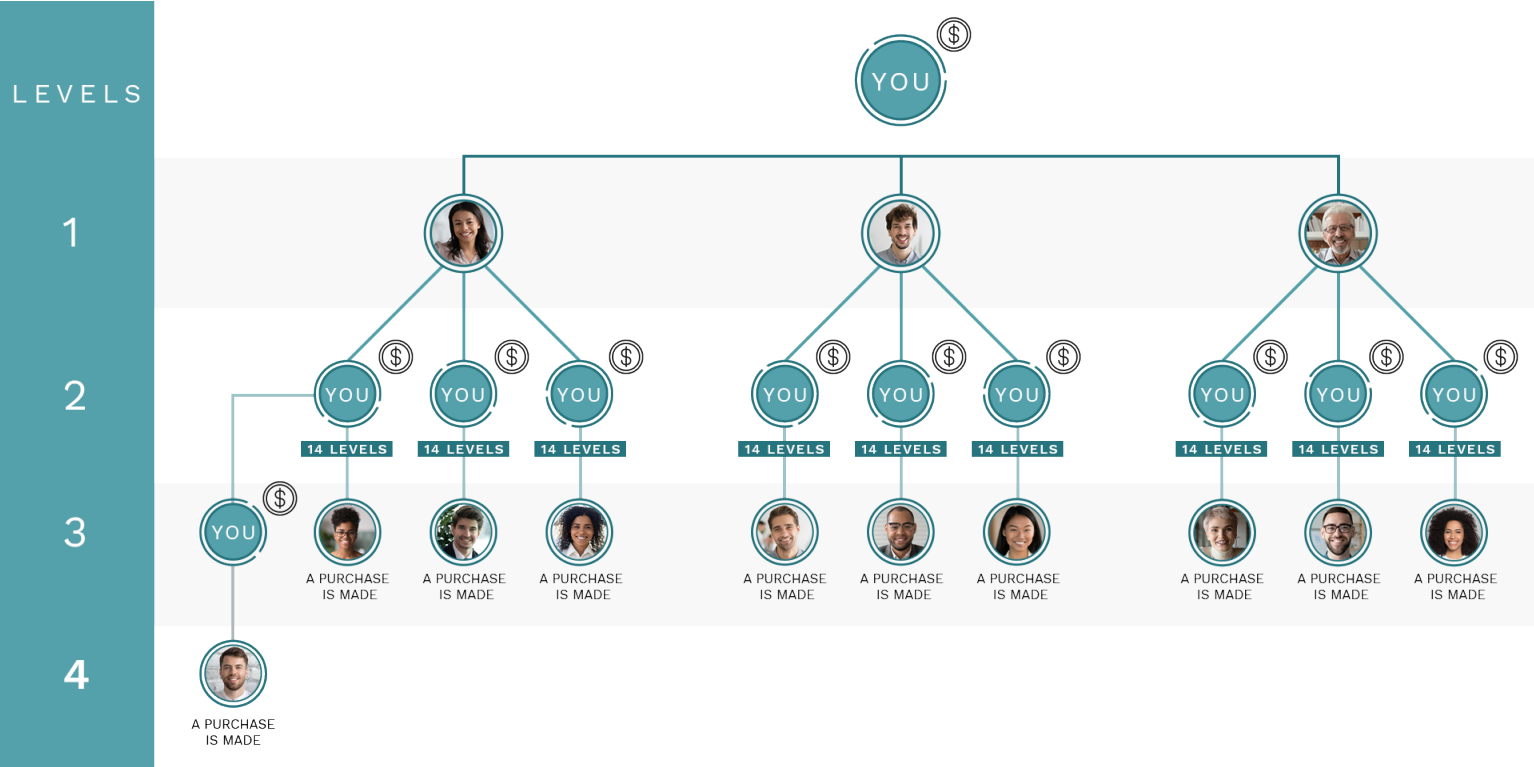 $
YOU
LEVELS
1
$ $ $ $ $ $ $ $ $
2
YOU YOU YOU YOU YOU YOU YOU YOU YOU
14 LEVELS 14 LEVELS 14 LEVELS 14 LEVELS 14 LEVELS 14 LEVELS 14 LEVELS 14 LEVELS 14 LEVELS
$
3
YOU
A PURCHASE A PURCHASE A PURCHASE A PURCHASE A PURCHASE A PURCHASE A PURCHASE A PURCHASE A PURCHASE
IS MADE IS MADE IS MADE IS MADE IS MADE IS MADE IS MADE IS MADE IS MADE
4
A PURCHASE
IS MADE